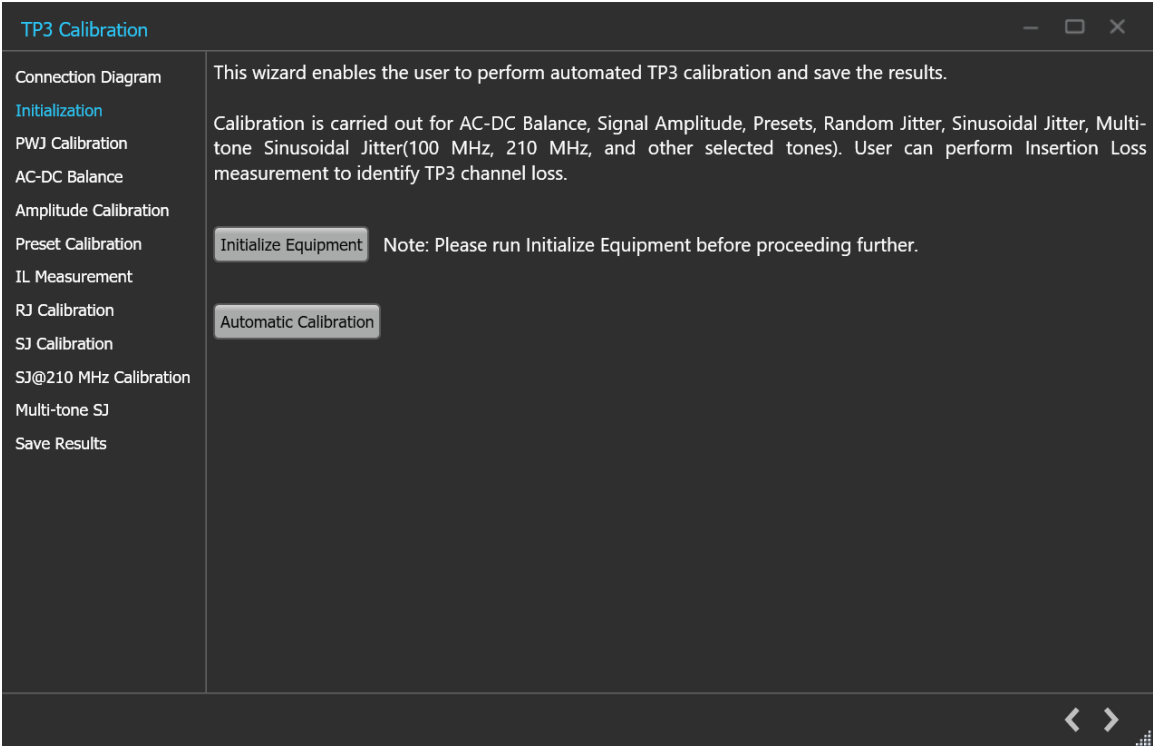 TP3 Calibration
Connection Diagram
Initialization
PWJ Calibration
AC-DC Balance
Amplitude Calibration
Preset Calibration
IL Measurement
RJ Calibration
SJ Calibration
SJ@210 MHz Calibration
Multi-tone SJ
Save Results
This wizard enables the user to perform automated TP3 calibration and save the results.
Calibration is carried out for AC-DC Balance, Signal Amplitude, Presets, Random Jitter, Sinusoidal Jitter, Multi-
tone Sinusoidal Jitter(100 MHz, 210 MHz, and other selected tones). User can perform Insertion Loss
measurement to identify TP3 channel loss.
Initialize Equipment Note: Please run Initialize Equipment before proceeding further.
Automatic Calibration